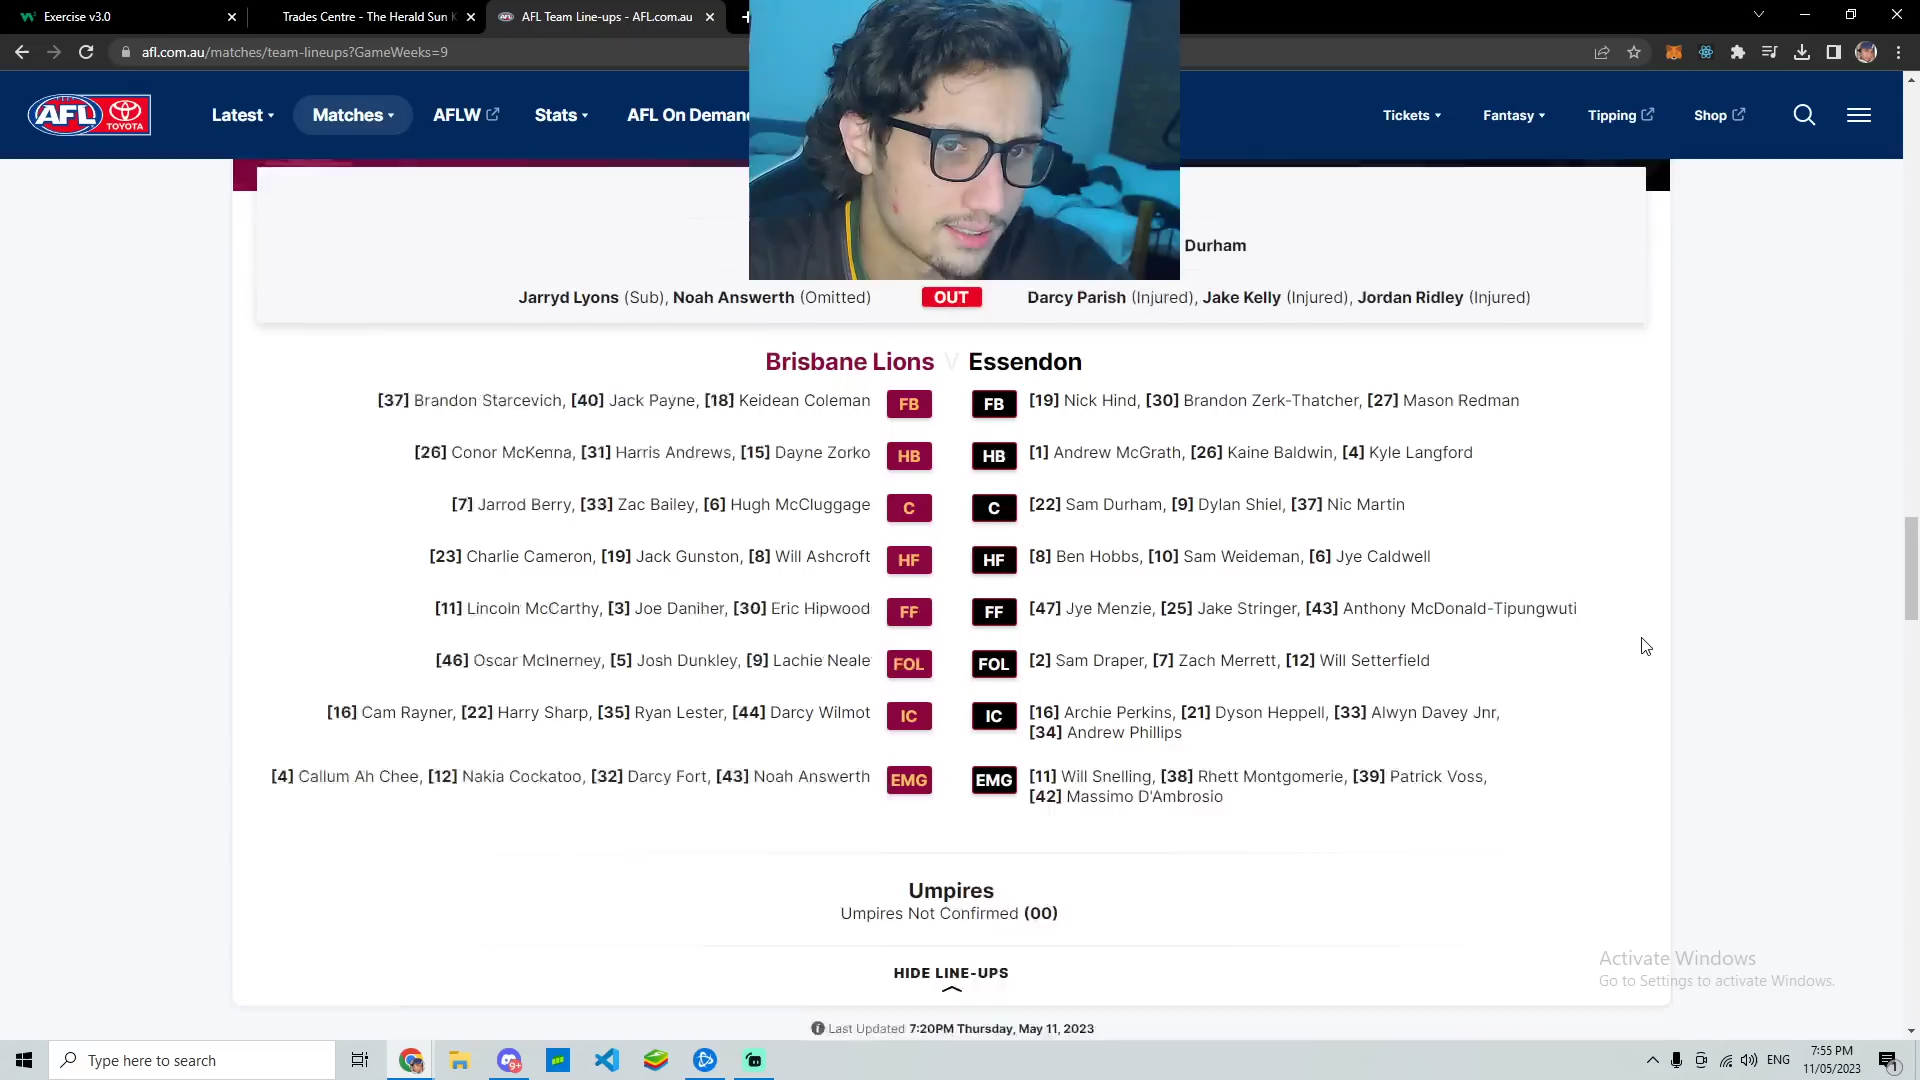 Exercise v3.0
Trades Centre - The Herald Sun K
AFL Team Line-ups - AFL.com.au
afl.com.au/matches/team-lineups?GameWeeks=9
AFL
TOYOTA
Latest
Matches
AFLW
Stats
AFL On Deman
Tickets
Fantasy
Tipping
Shop
Durham
Jarryd Lyons (Sub), Noah Answerth (Omitted)
OUT
Darcy Parish (Injured), Jake Kelly (Injured), Jordan Ridley (Injured)
Brisbane Lions V Essendon
[37] Brandon Starcevich, [40] Jack Payne, [18] Keidean Coleman FB
FB [19] Nick Hind, [30] Brandon Zerk-Thatcher, [27] Mason Redman
[26] Conor McKenna, [31] Harris Andrews, [15] Dayne Zorko HB
HB [1] Andrew McGrath, [26] Kaine Baldwin, [4] Kyle Langford
[7] Jarrod Berry, [33] Zac Bailey, [6] Hugh McCluggage C
C [22] Sam Durham, [9] Dylan Shiel, [37] Nic Martin
[23] Charlie Cameron, [19] Jack Gunston, [8] Will Ashcroft HF
HF [8] Ben Hobbs, [10] Sam Weideman, [6] Jye Caldwell
[11] Lincoln McCarthy, [3] Joe Daniher, [30] Eric Hipwood FF
FF [47] Jye Menzie, [25] Jake Stringer, [43] Anthony McDonald-Tipungwuti
[46] Oscar McInerney, [5] Josh Dunkley, [9] Lachie Neale FOL
FOL [2] Sam Draper, [7] Zach Merrett, [12] Will Setterfield
[16] Cam Rayner, [22] Harry Sharp, [35] Ryan Lester, [44] Darcy Wilmot IC
IC [16] Archie Perkins, [21] Dyson Heppell, [33] Alwyn Davey Jnr,
[34] Andrew Phillips
[4] Callum Ah Chee, [12] Nakia Cockatoo, [32] Darcy Fort, [43] Noah Answerth EMG
EMG [11] Will Snelling, [38] Rhett Montgomerie, [39] Patrick Voss,
[42] Massimo D'Ambrosio
Umpires
Umpires Not Confirmed (00)
HIDE LINE-UPS
Activate Windows
Go to Settings to activate Windows.
Last Updated 7:20PM Thursday, May 11, 2023
Type here to search
9+
ENG
7:55 PM
11/05/2023
1